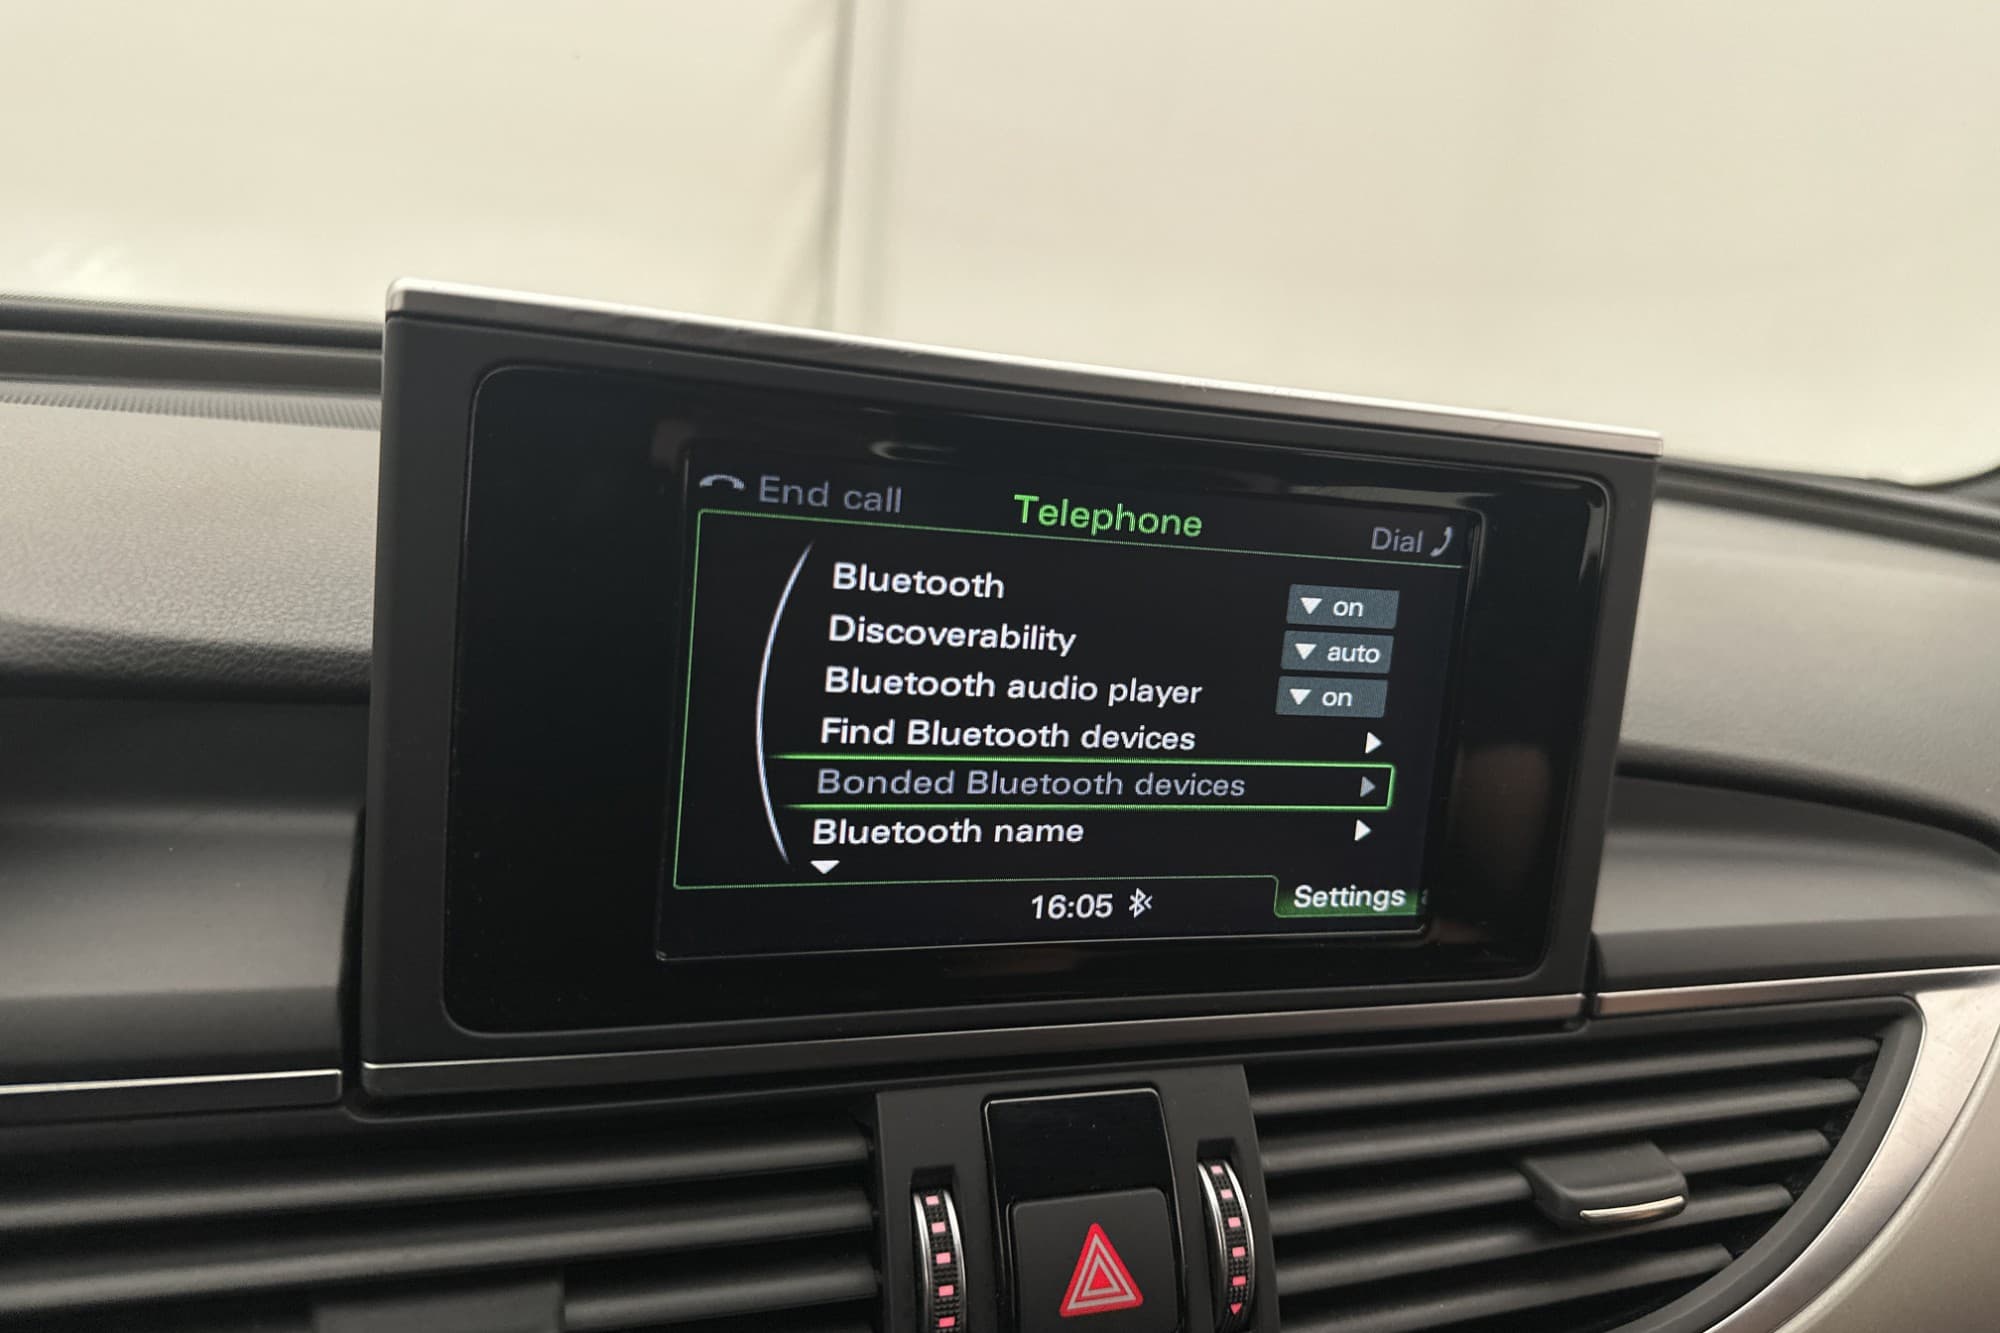 End call
Telephone
Dial
Bluetooth on
Discoverability auto
Bluetooth audio player on
Find Bluetooth devices
Bonded Bluetooth devices
Bluetooth name
16:05
Settings